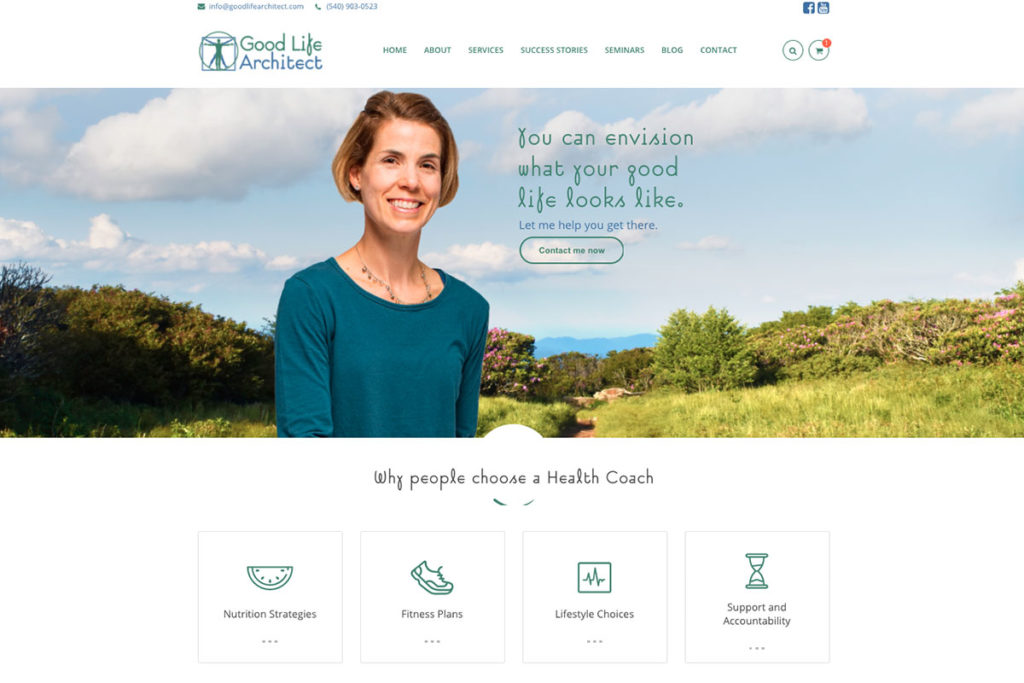 info@goodlifearchitect.com (540) 903-0523
Good Life
Architect
HOME ABOUT SERVICES SUCCESS STORIES SEMINARS BLOG CONTACT
1
You can envision
what your good
life looks like.
Let me help you get there.
Contact me now
Why people choose a Health Coach
Nutrition Strategies
Fitness Plans
Lifestyle Choices
Support and
Accountability